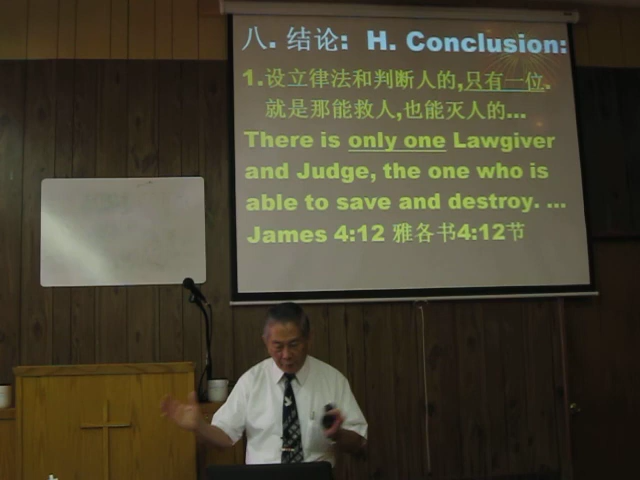 八. 结论: H. Conclusion:
1.设立律法和判断人的,只有一位.
就是那能救人,也能灭人的...
There is only one Lawgiver
and Judge, the one who is
able to save and destroy. ...
James 4:12 雅各书4:12节